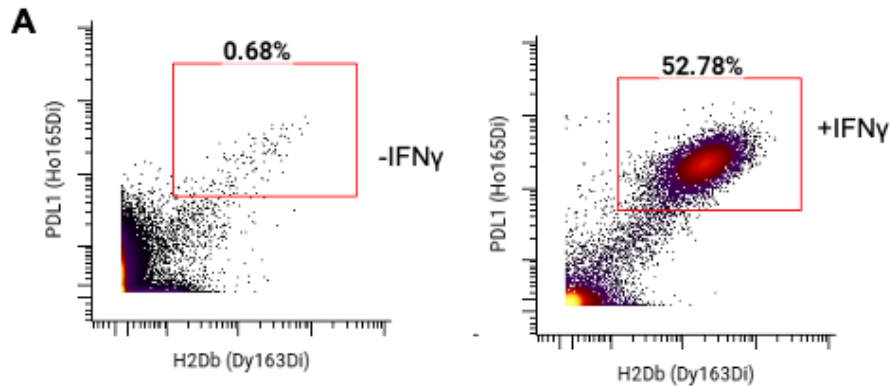 A
0.68%
PDL1 (Ho165Di)
-IFNγ
H2Db (Dy163Di)
52.78%
PDL1 (Ho165Di)
+IFNγ
H2Db (Dy163Di)